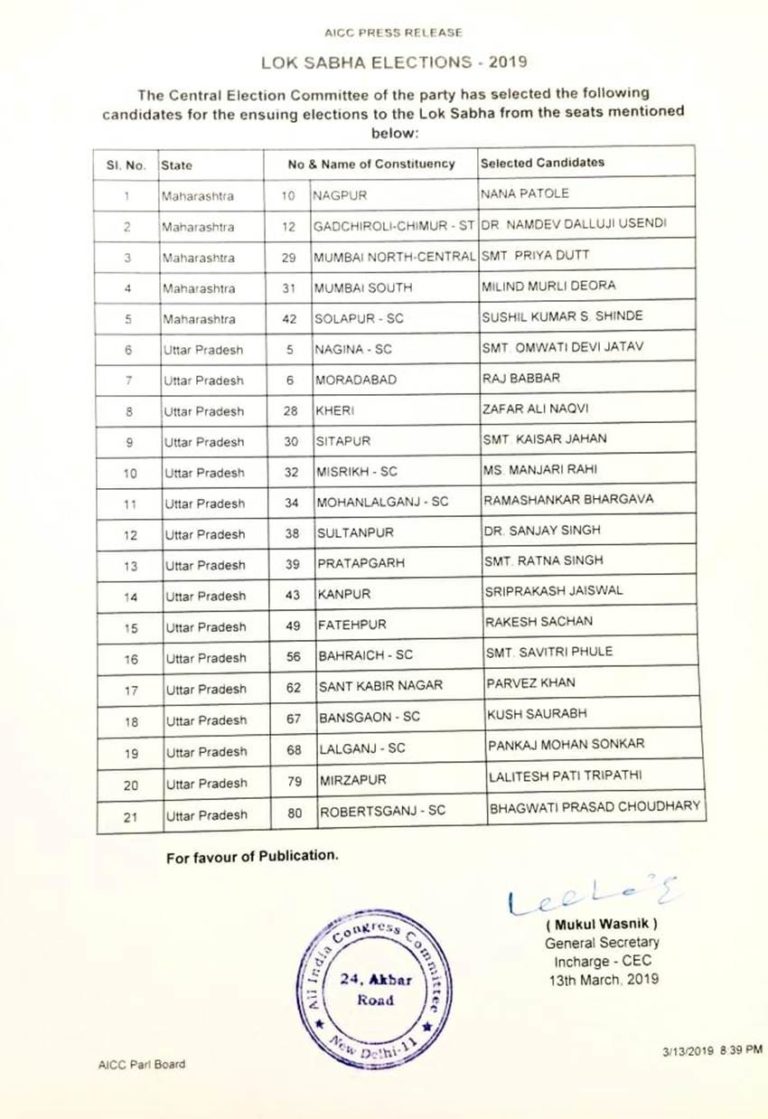 AICC PRESS RELEASE
LOK SABHA ELECTIONS - 2019
The Central Election Committee of the party has selected the following
candidates for the ensuing elections to the Lok Sabha from the seats mentioned
below:
Sl. No. State No & Name of Constituency Selected Candidates
1 Maharashtra 10 NAGPUR NANA PATOLE
2 Maharashtra 12 GADCHIROLI-CHIMUR - ST DR. NAMDEV DALLUJI USENDI
3 Maharashtra 29 MUMBAI NORTH-CENTRAL SMT. PRIYA DUTT
4 Maharashtra 31 MUMBAI SOUTH MILIND MURLI DEORA
5 Maharashtra 42 SOLAPUR - SC SUSHIL KUMAR S. SHINDE
6 Uttar Pradesh 5 NAGINA - SC SMT. OMWATI DEVI JATAV
7 Uttar Pradesh 6 MORADABAD RAJ BABBAR
8 Uttar Pradesh 28 KHERI ZAFAR ALI NAQVI
9 Uttar Pradesh 30 SITAPUR SMT. KAISAR JAHAN
10 Uttar Pradesh 32 MISRIKH - SC MS. MANJARI RAHI
11 Uttar Pradesh 34 MOHANLALGANJ - SC RAMASHANKAR BHARGAVA
12 Uttar Pradesh 38 SULTANPUR DR. SANJAY SINGH
13 Uttar Pradesh 39 PRATAPGARH SMT. RATNA SINGH
14 Uttar Pradesh 43 KANPUR SRIPRAKASH JAISWAL
15 Uttar Pradesh 49 FATEHPUR RAKESH SACHAN
16 Uttar Pradesh 56 BAHRAICH - SC SMT. SAVITRI PHULE
17 Uttar Pradesh 62 SANT KABIR NAGAR PARVEZ KHAN
18 Uttar Pradesh 67 BANSGAON - SC KUSH SAURABH
19 Uttar Pradesh 68 LALGANJ - SC PANKAJ MOHAN SONKAR
20 Uttar Pradesh 79 MIRZAPUR LALITESH PATI TRIPATHI
21 Uttar Pradesh 80 ROBERTSGANJ - SC BHAGWATI PRASAD CHOUDHARY
For favour of Publication.
( Mukul Wasnik )
General Secretary
Incharge - CEC
13th March, 2019
All India Congress Committee
24, Akbar
Road
New Delhi-11
3/13/2019 8:39 PM
AICC Parl Board